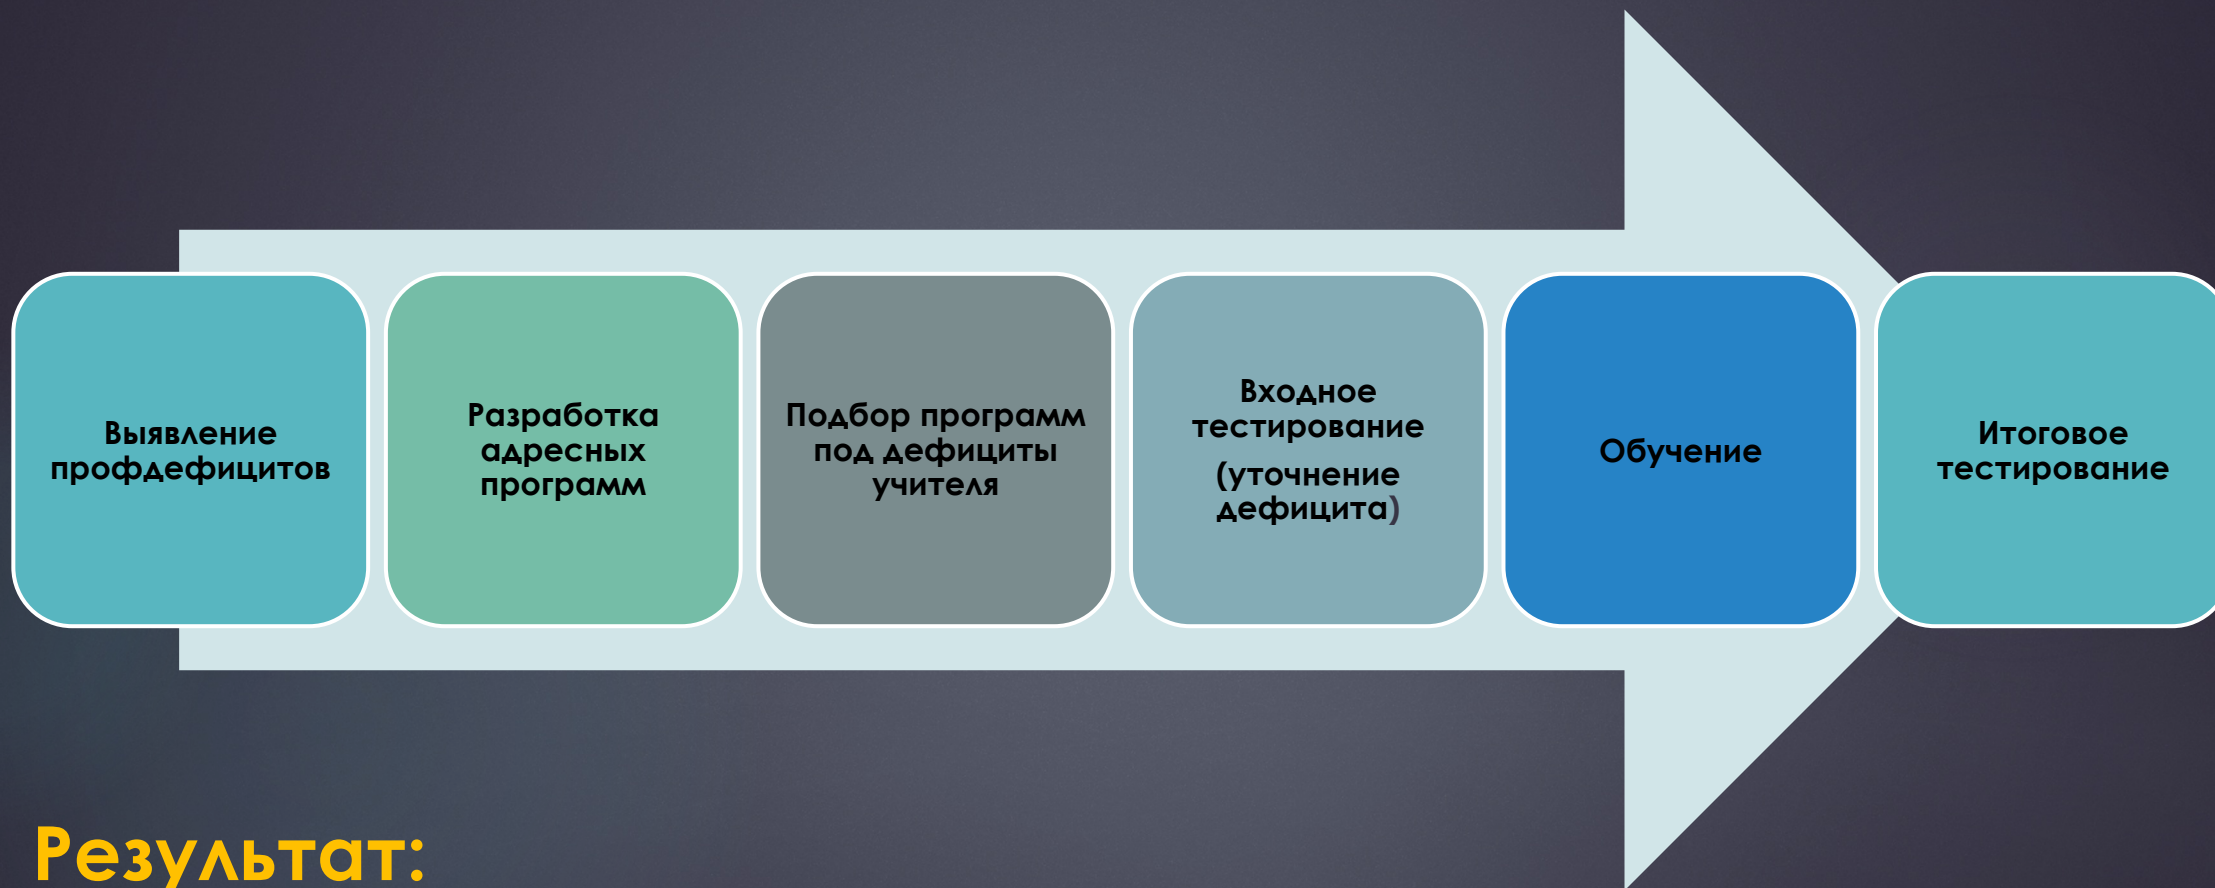 Выявление
профдефицитов
Разработка
адресных
программ
Подбор программ
под дефициты
учителя
Входное
тестирование
(уточнение
дефицита)
Обучение
Итоговое
тестирование
Результат: